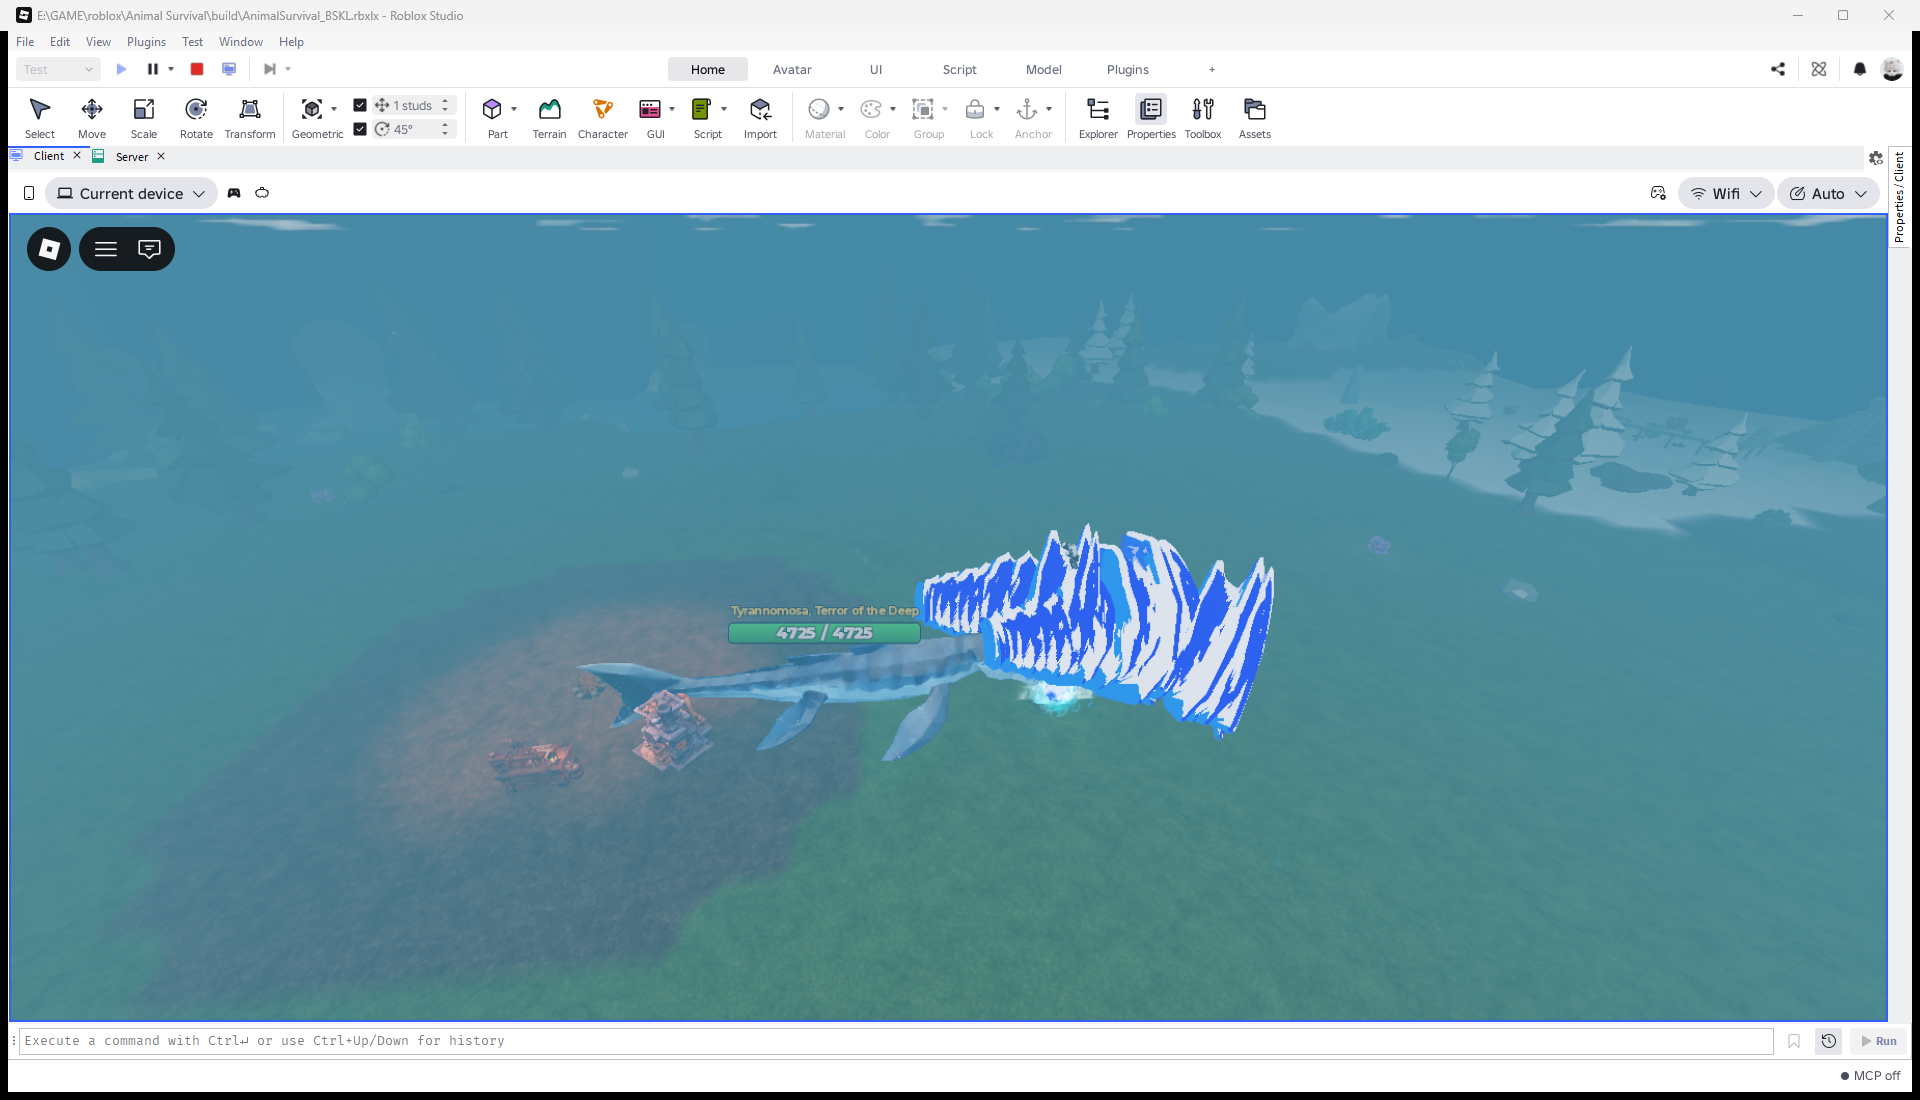 E:\GAME\roblox\Animal Survival\build\AnimalSurvival_BSKL.rbxlx - Roblox Studio
File Edit View Plugins Test Window Help
Test
Home Avatar UI Script Model Plugins +
1 studs
45°
Select Move Scale Rotate Transform Geometric Part Terrain Character GUI Script Import Material Color Group Lock Anchor Explorer Properties Toolbox Assets
Client Server
Properties / Client
Current device
Wifi
Auto
Tyrannomosa, Terror of the Deep
4725 / 4725
Execute a command with Ctrl↵ or use Ctrl+Up/Down for history
Run
MCP off